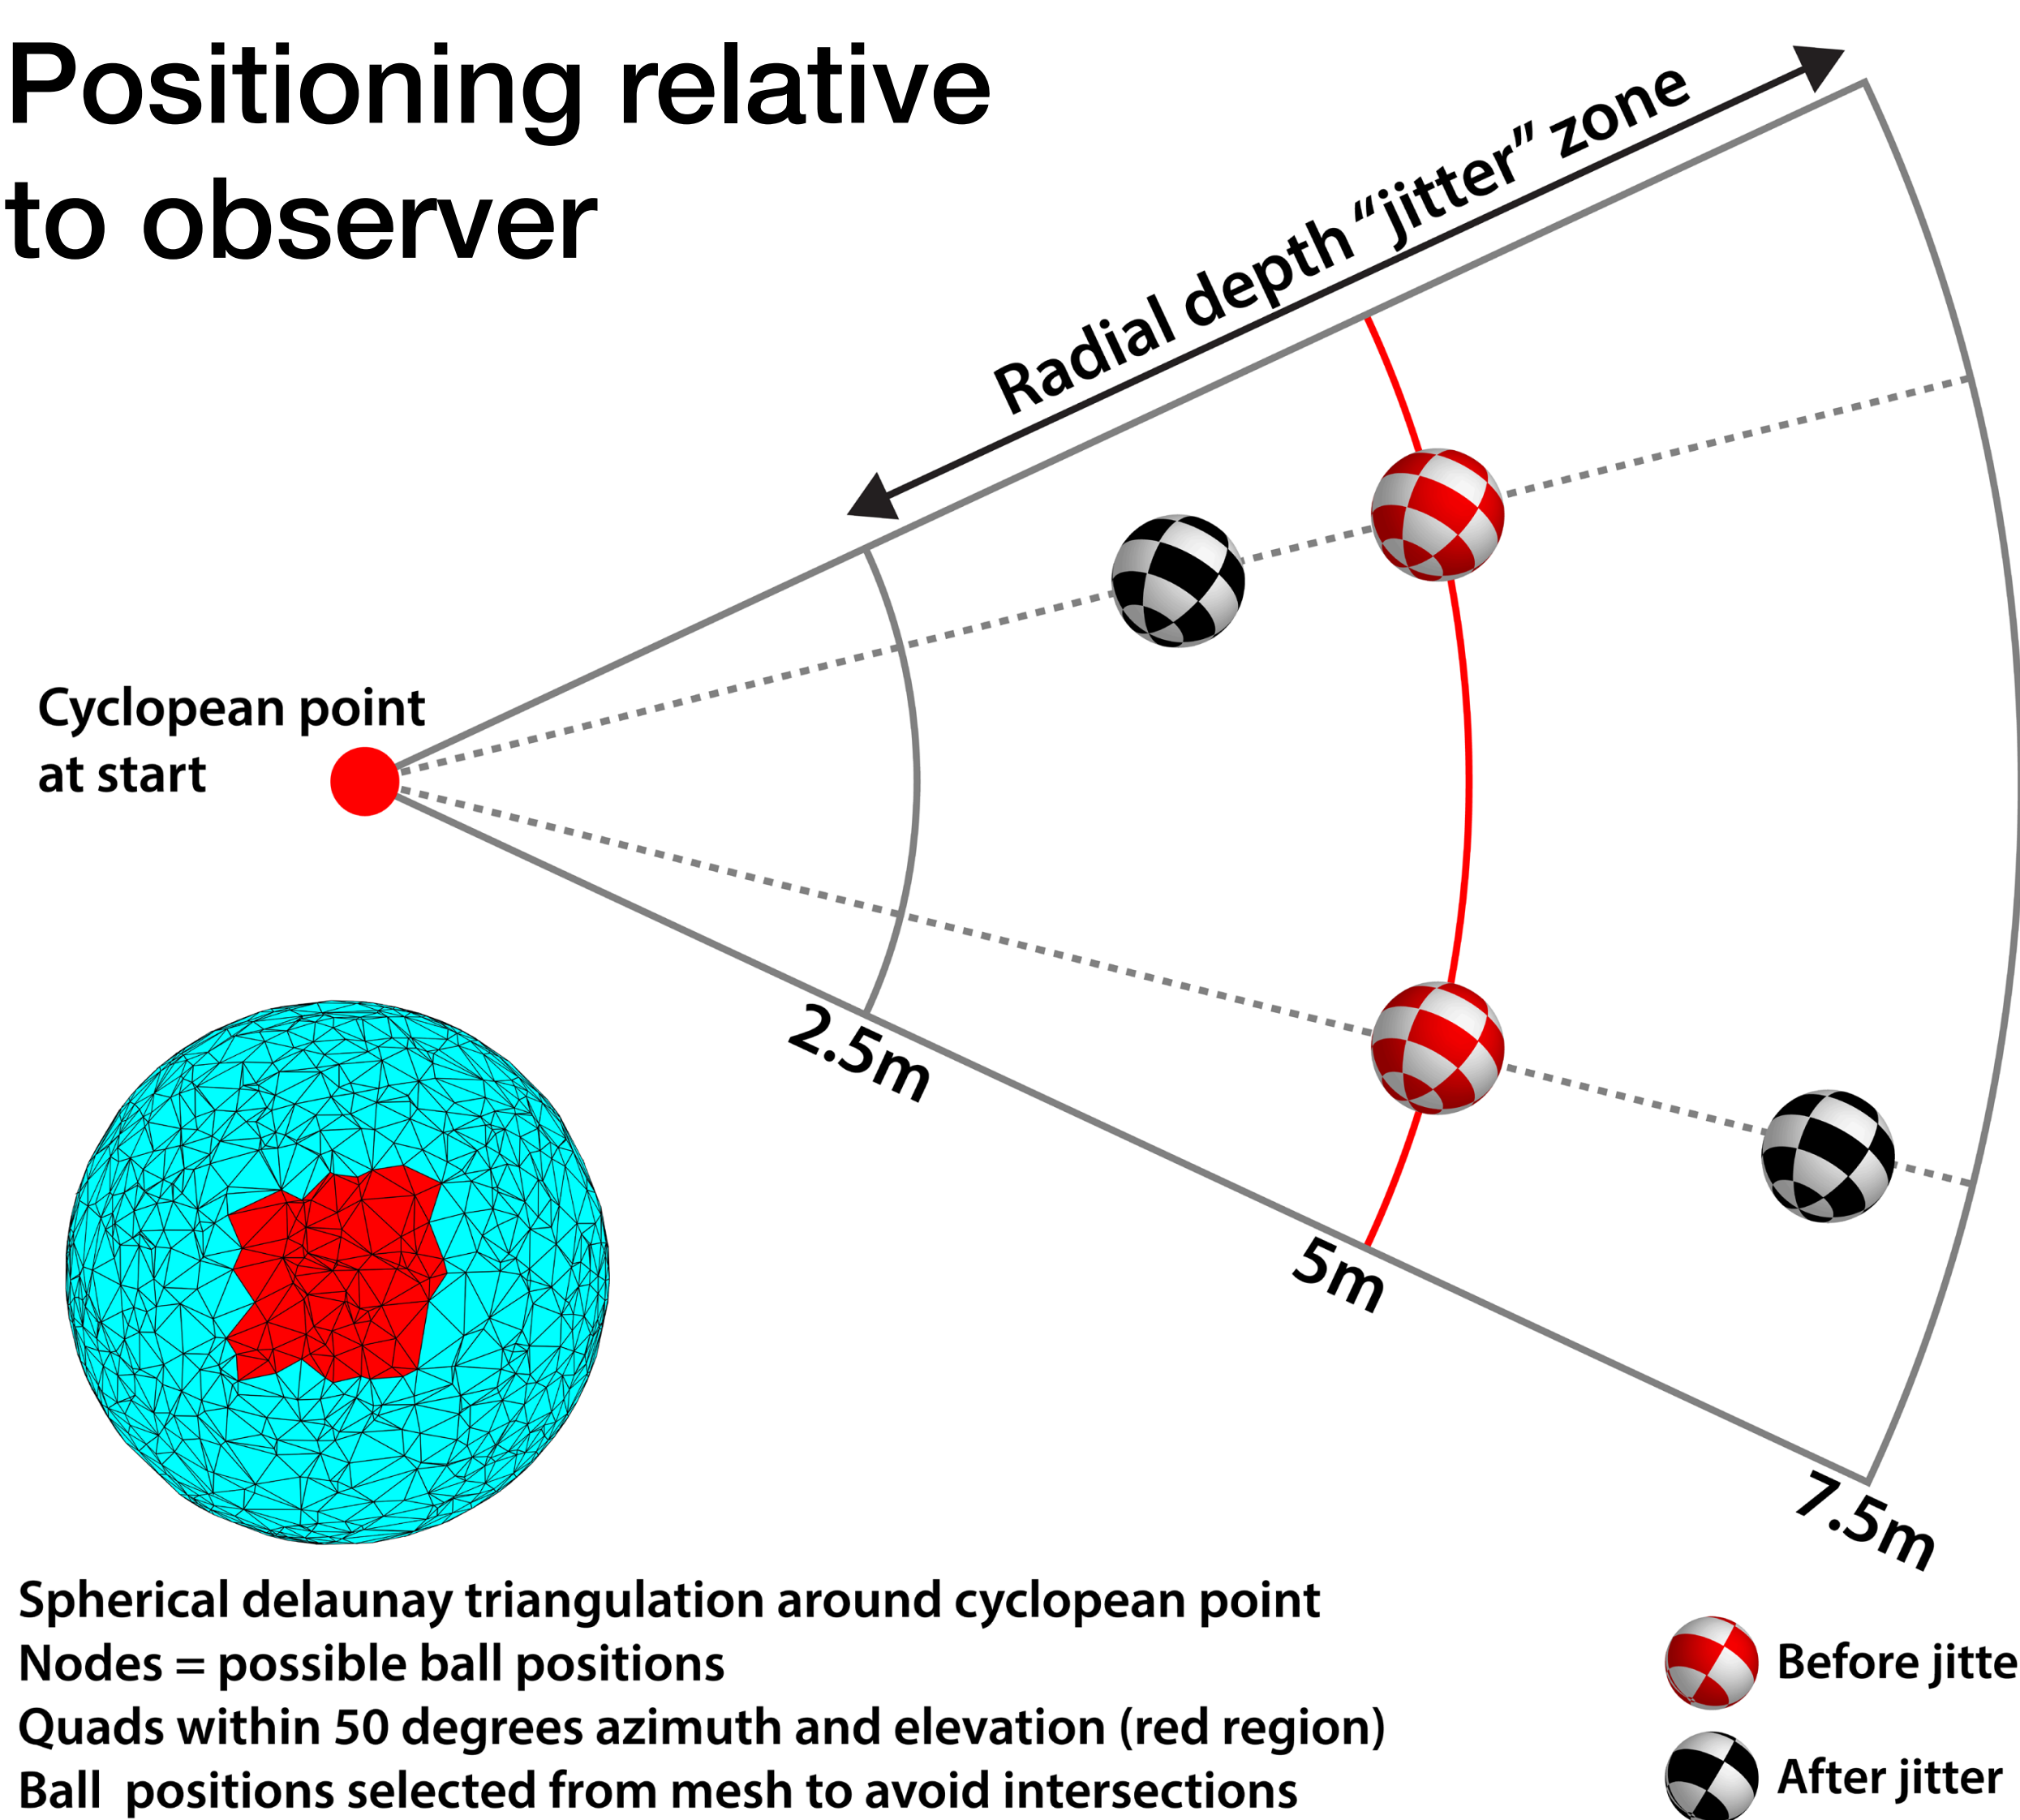 Positioning relative
to observer
Radial depth “jitter” zone
Cyclopean point
at start
2.5m
5m
7.5m
Spherical delaunay triangulation around cyclopean point
Nodes = possible ball positions
Quads within 50 degrees azimuth and elevation (red region)
Ball positions selected from mesh to avoid intersections
Before jitte
After jitter